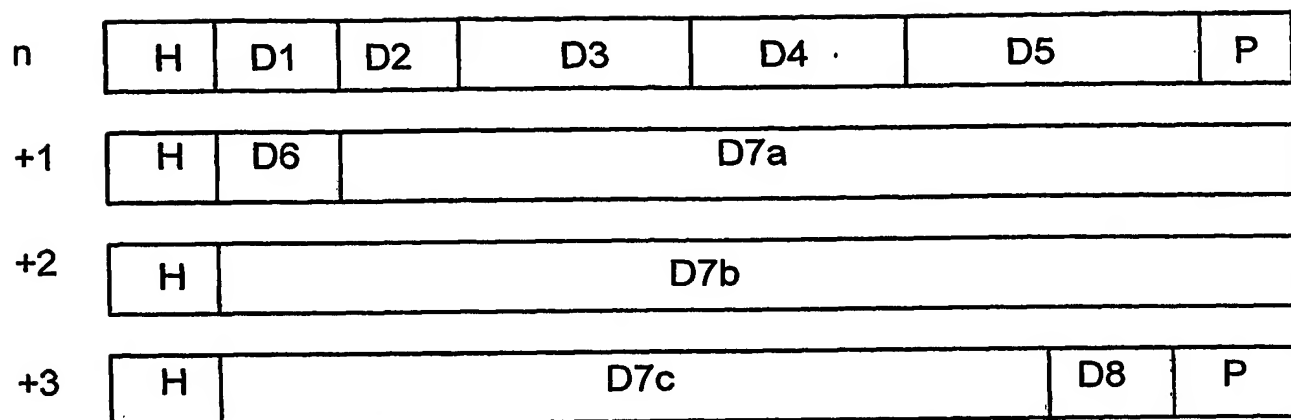 n H D1 D2 D3 D4 D5 P
+1 H D6 D7a
+2 H D7b
+3 H D7c D8 P